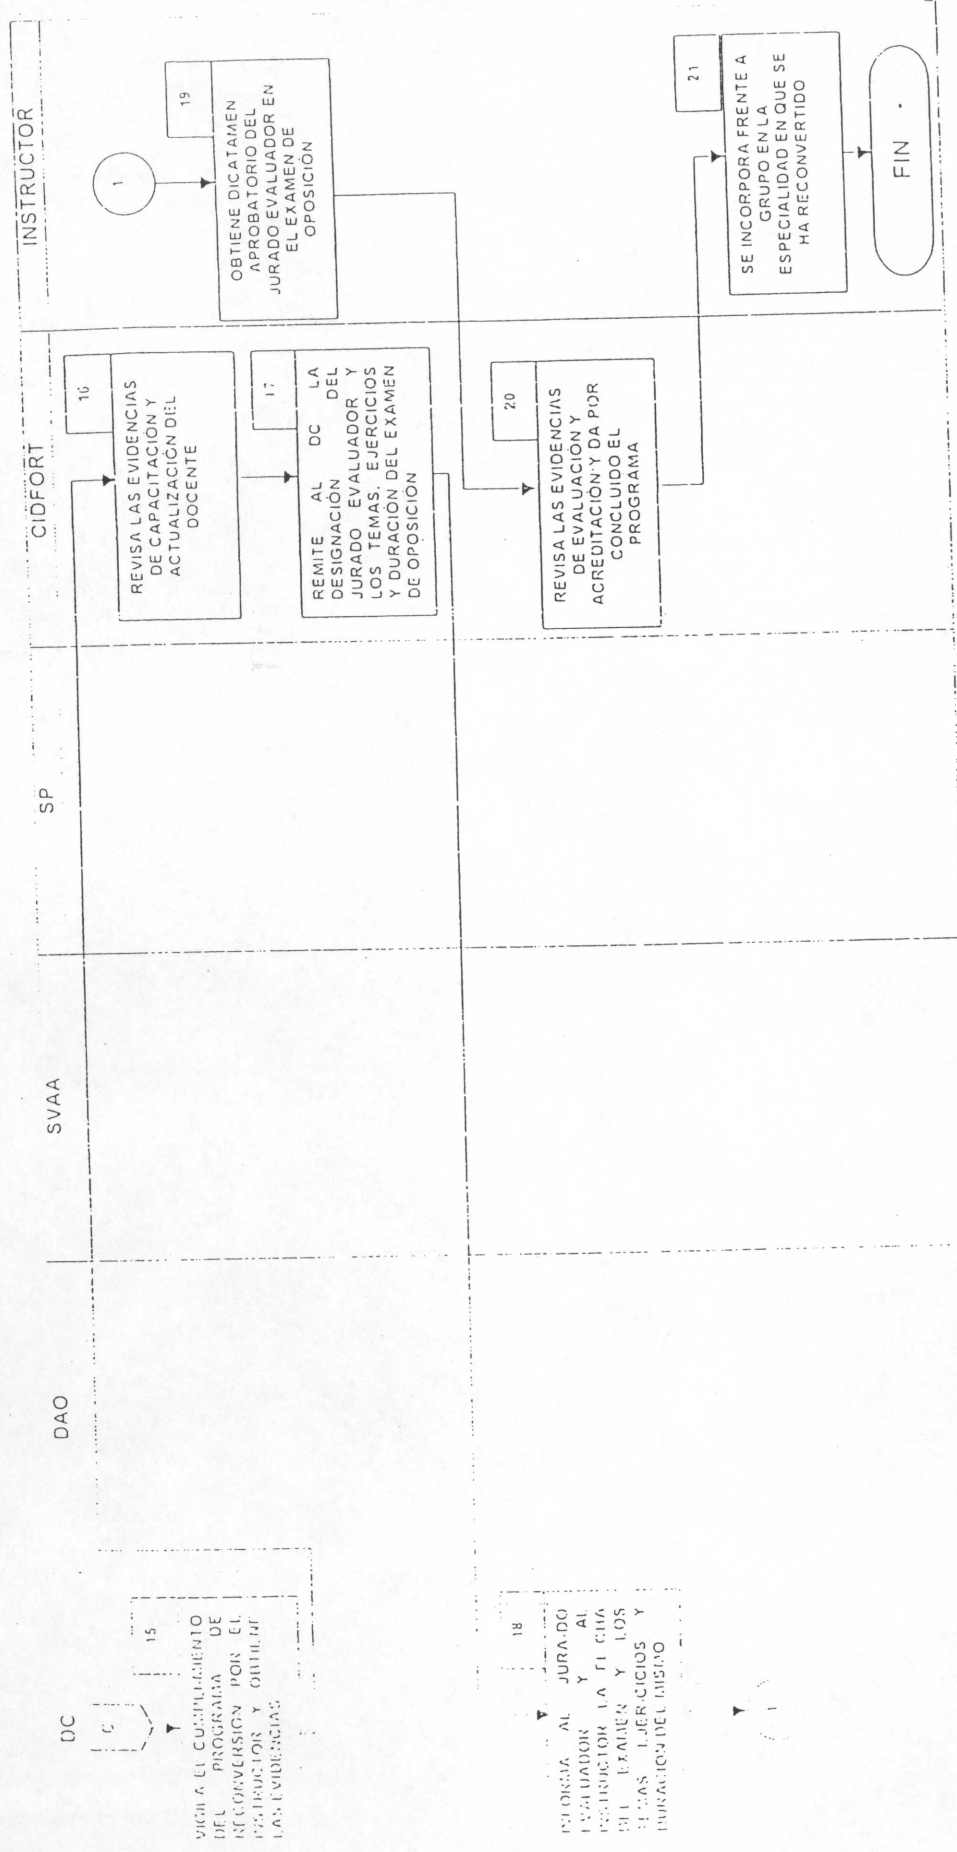 DC
DAO
SVAA
SP
CIDFORT
INSTRUCTOR
C
15
VIGILA EL CUMPLIMIENTO
DEL PROGRAMA DE
RECONVERSION POR EL
INSTRUCTOR Y OBTIENE
LAS EVIDENCIAS
16
REVISA LAS EVIDENCIAS
DE CAPACITACIÓN Y
ACTUALIZACIÓN DEL
DOCENTE
17
REMITE AL DC LA
DESIGNACIÓN DEL
JURADO EVALUADOR Y
LOS TEMAS, EJERCICIOS
Y DURACIÓN DEL EXAMEN
DE OPOSICIÓN
18
INFORMA AL JURADO
EVALUADOR Y AL
INSTRUCTOR LA FECHA
DEL EXAMEN Y LOS
TEMAS EJERCICIOS Y
DURACION DEL MISMO
1
1
19
OBTIENE DICATAMEN
APROBATORIO DEL
JURADO EVALUADOR EN
EL EXAMEN DE
OPOSICIÓN
20
REVISA LAS EVIDENCIAS
DE EVALUACIÓN Y
ACREDITACIÓN Y DA POR
CONCLUIDO EL
PROGRAMA
21
SE INCORPORA FRENTE A
GRUPO EN LA
ESPECIALIDAD EN QUE SE
HA RECONVERTIDO
FIN